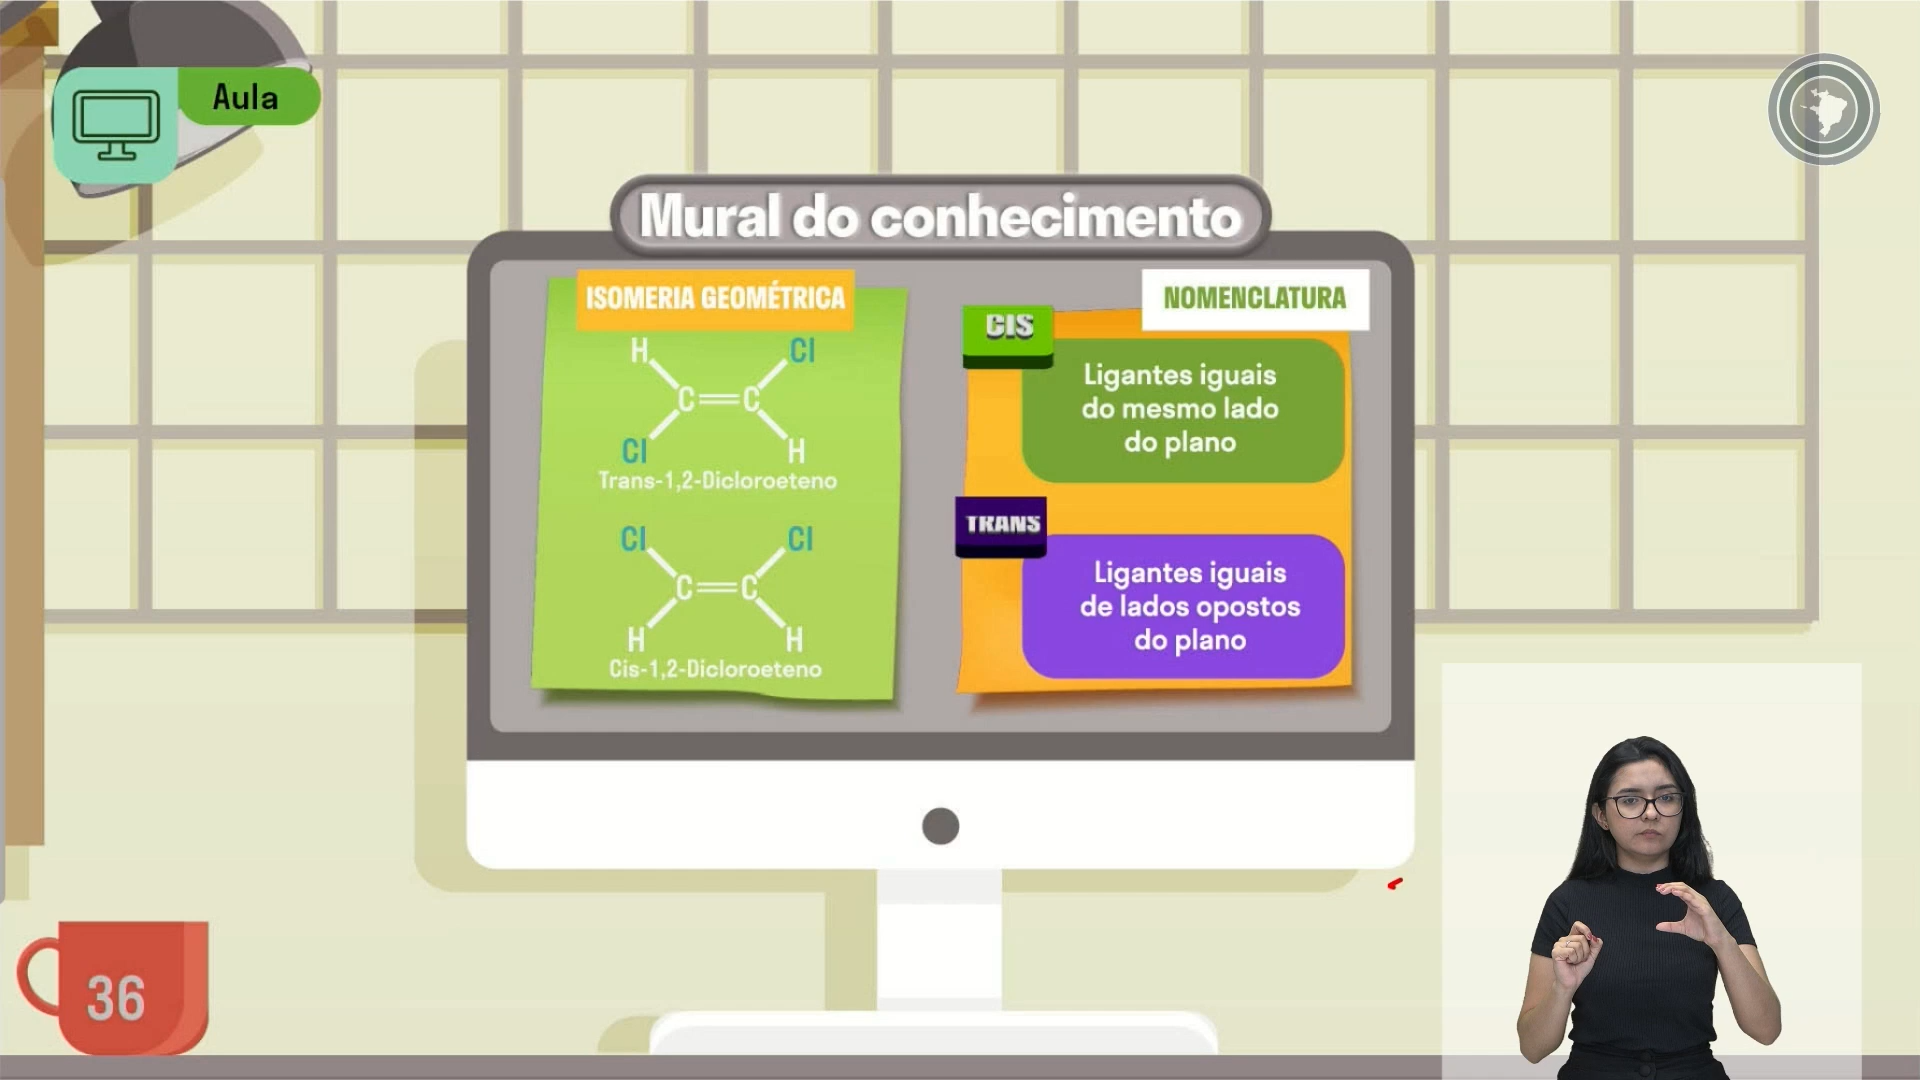 Aula
Mural do conhecimento
ISOMERIA GEOMÉTRICA
H Cl
C C
Cl H
Trans-1,2-Dicloroeteno
Cl Cl
C C
H H
Cis-1,2-Dicloroeteno
NOMENCLATURA
CIS
Ligantes iguais
do mesmo lado
do plano
TRANS
Ligantes iguais
de lados opostos
do plano
36